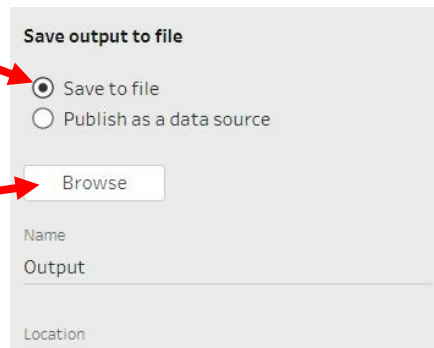 Save output to file
Save to file
Publish as a data source
Browse
Name
Output
Location